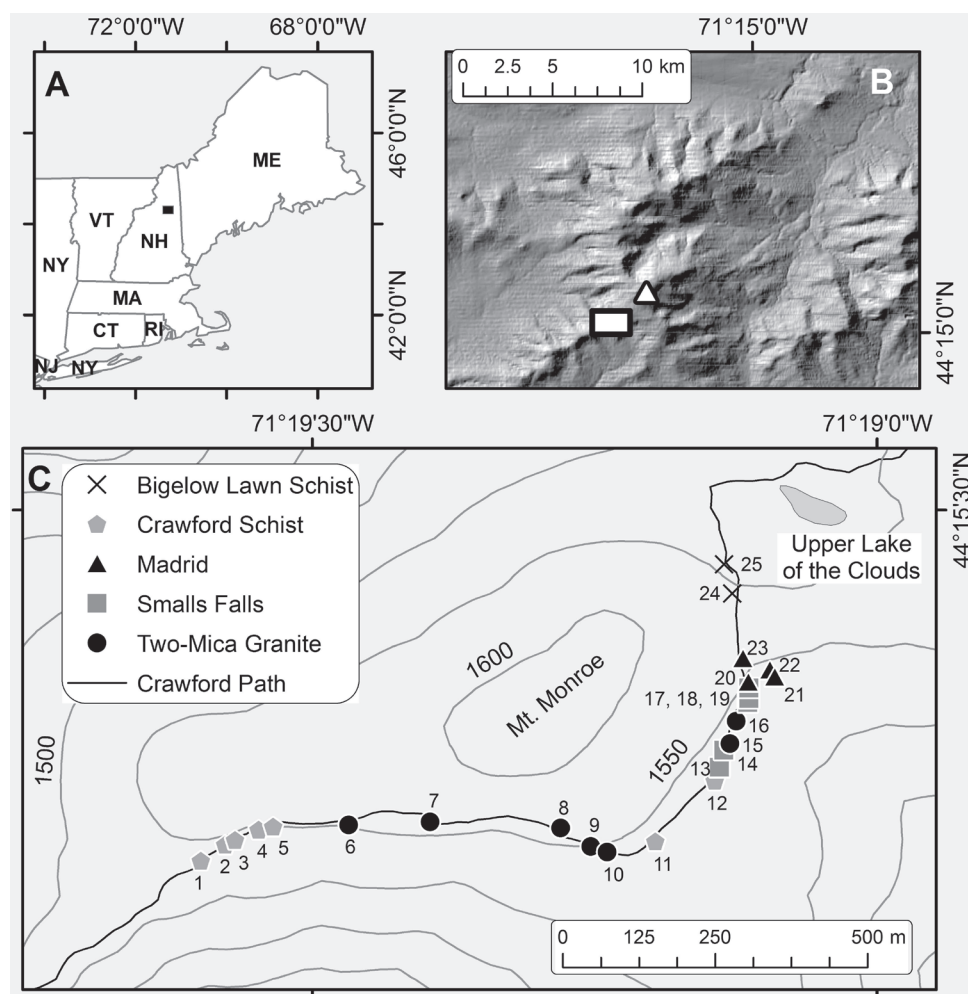 72°0'0"W
68°0'0"W
A
ME
VT
NH
NY
MA
CT
RI
NJ
NY
46°0'0"N
42°0'0"N
71°15'0"W
0 2.5 5 10 km
B
44°15'0"N
71°19'30"W
71°19'0"W
C
Bigelow Lawn Schist
Crawford Schist
Madrid
Smalls Falls
Two-Mica Granite
Crawford Path
44°15'30"N
Upper Lake
of the Clouds
25
24
23
22
20
21
17, 18, 19
16
15
14
13
12
1600
Mt. Monroe
1550
1500
7
8
9
6
10
11
5
4
3
2
1
0 125 250 500 m